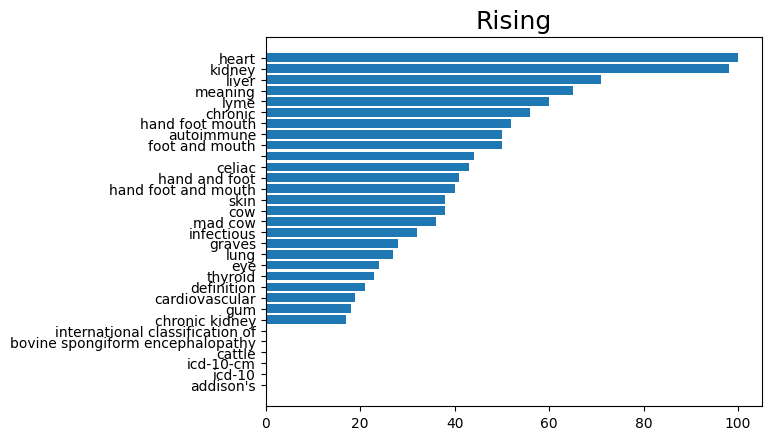 Rising
heart
kidney
liver
meaning
lyme
chronic
hand foot mouth
autoimmune
foot and mouth
celiac
hand and foot
hand foot and mouth
skin
cow
mad cow
infectious
graves
lung
eye
thyroid
definition
cardiovascular
gum
chronic kidney
international classification of
bovine spongiform encephalopathy
cattle
icd-10-cm
icd-10
addison's
0 20 40 60 80 100